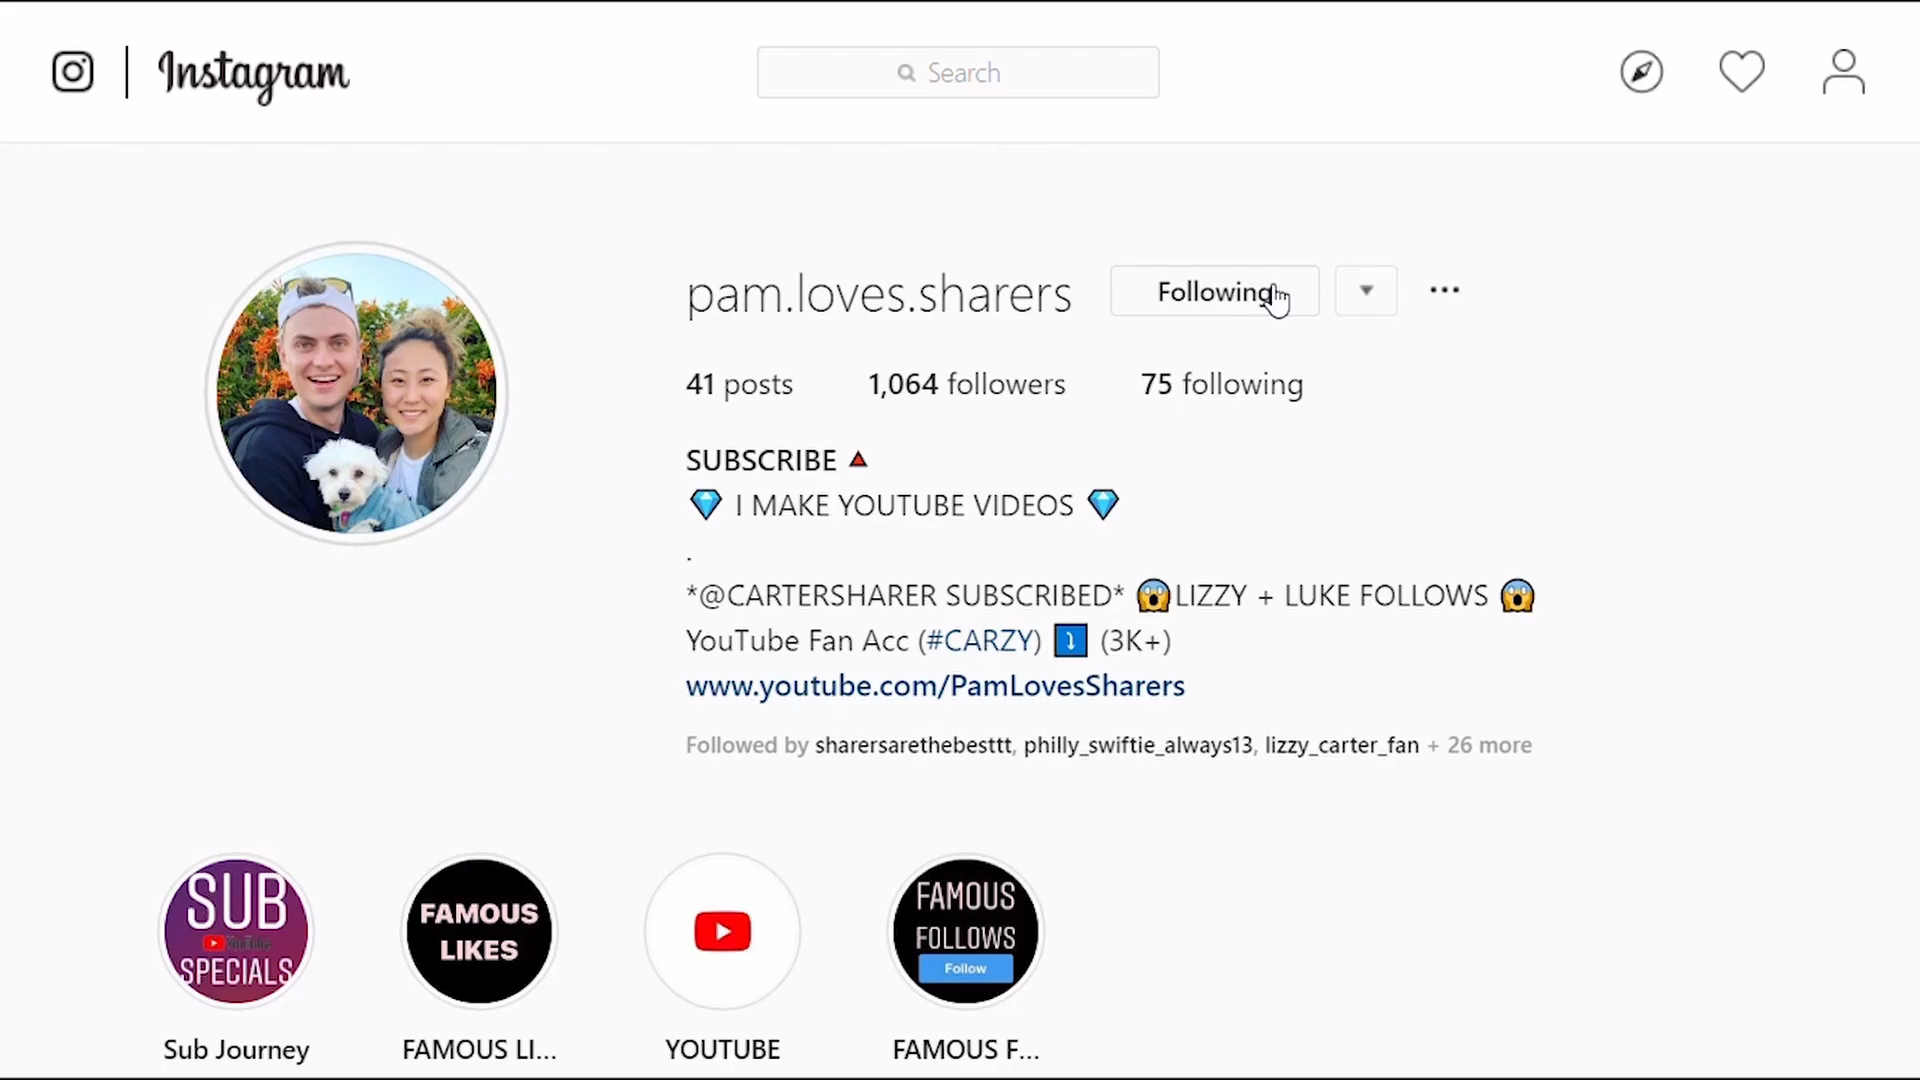 Instagram
Search
pam.loves.sharers
Following
41 posts 1,064 followers 75 following
SUBSCRIBE 🔺
💎 I MAKE YOUTUBE VIDEOS 💎
.
*@CARTERSHARER SUBSCRIBED* 😱LIZZY + LUKE FOLLOWS 😱
YouTube Fan Acc (#CARZY) ⤵️ (3K+)
www.youtube.com/PamLovesSharers
Followed by sharersarethebesttt, philly_swiftie_always13, lizzy_carter_fan + 26 more
SUB
YouTube
SPECIALS
FAMOUS
LIKES
FAMOUS
FOLLOWS
Follow
Sub Journey
FAMOUS LI...
YOUTUBE
FAMOUS F...